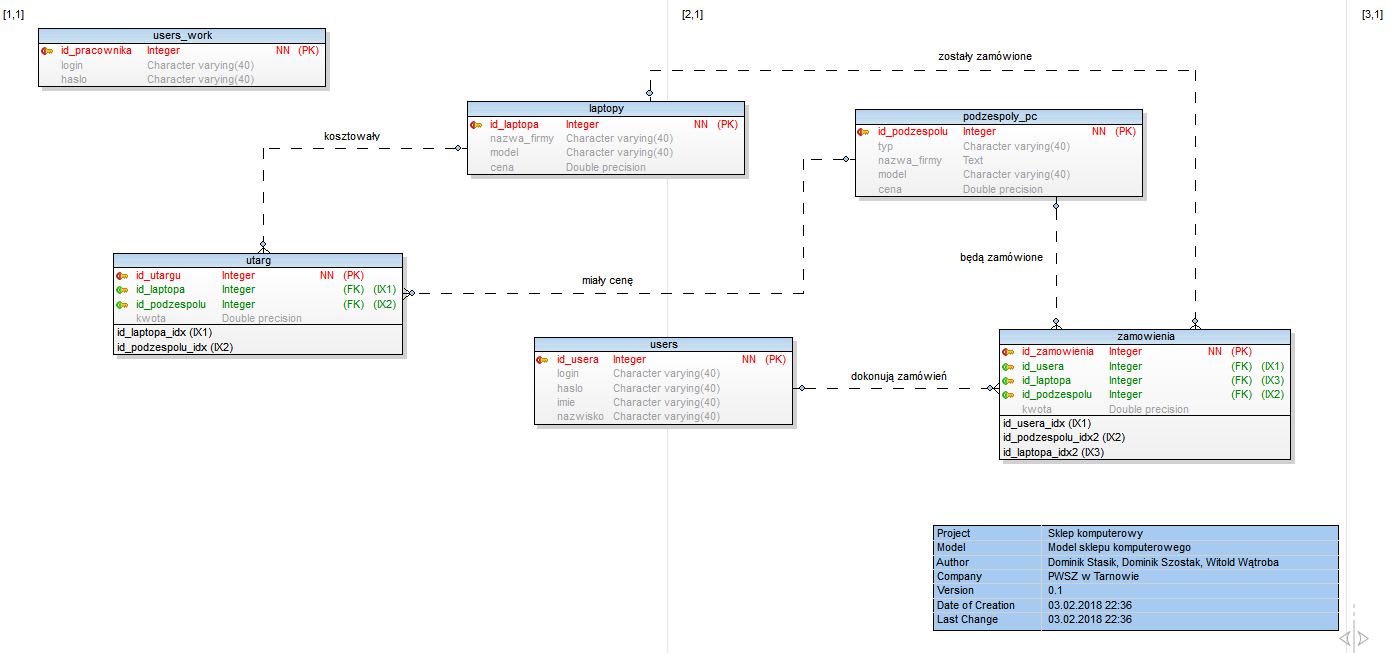 [1,1]
[2,1]
[3,1]
users_work
id_pracownika Integer NN (PK)
login Character varying(40)
haslo Character varying(40)
zostały zamówione
laptopy
id_laptopa Integer NN (PK)
nazwa_firmy Character varying(40)
model Character varying(40)
cena Double precision
podzespoly_pc
id_podzespolu Integer NN (PK)
typ Character varying(40)
nazwa_firmy Text
model Character varying(40)
cena Double precision
kosztowały
utarg
id_utargu Integer NN (PK)
id_laptopa Integer (FK) (IX1)
id_podzespolu Integer (FK) (IX2)
kwota Double precision
id_laptopa_idx (IX1)
id_podzespolu_idx (IX2)
miały cenę
będą zamówione
users
id_usera Integer NN (PK)
login Character varying(40)
haslo Character varying(40)
imie Character varying(40)
nazwisko Character varying(40)
dokonują zamówień
zamowienia
id_zamowienia Integer NN (PK)
id_usera Integer (FK) (IX1)
id_laptopa Integer (FK) (IX3)
id_podzespolu Integer (FK) (IX2)
kwota Double precision
id_usera_idx (IX1)
id_podzespolu_idx2 (IX2)
id_laptopa_idx2 (IX3)
Project Sklep komputerowy
Model Model sklepu komputerowego
Author Dominik Stasik, Dominik Szostak, Witold Wątroba
Company PWSZ w Tarnowie
Version 0.1
Date of Creation 03.02.2018 22:36
Last Change 03.02.2018 22:36